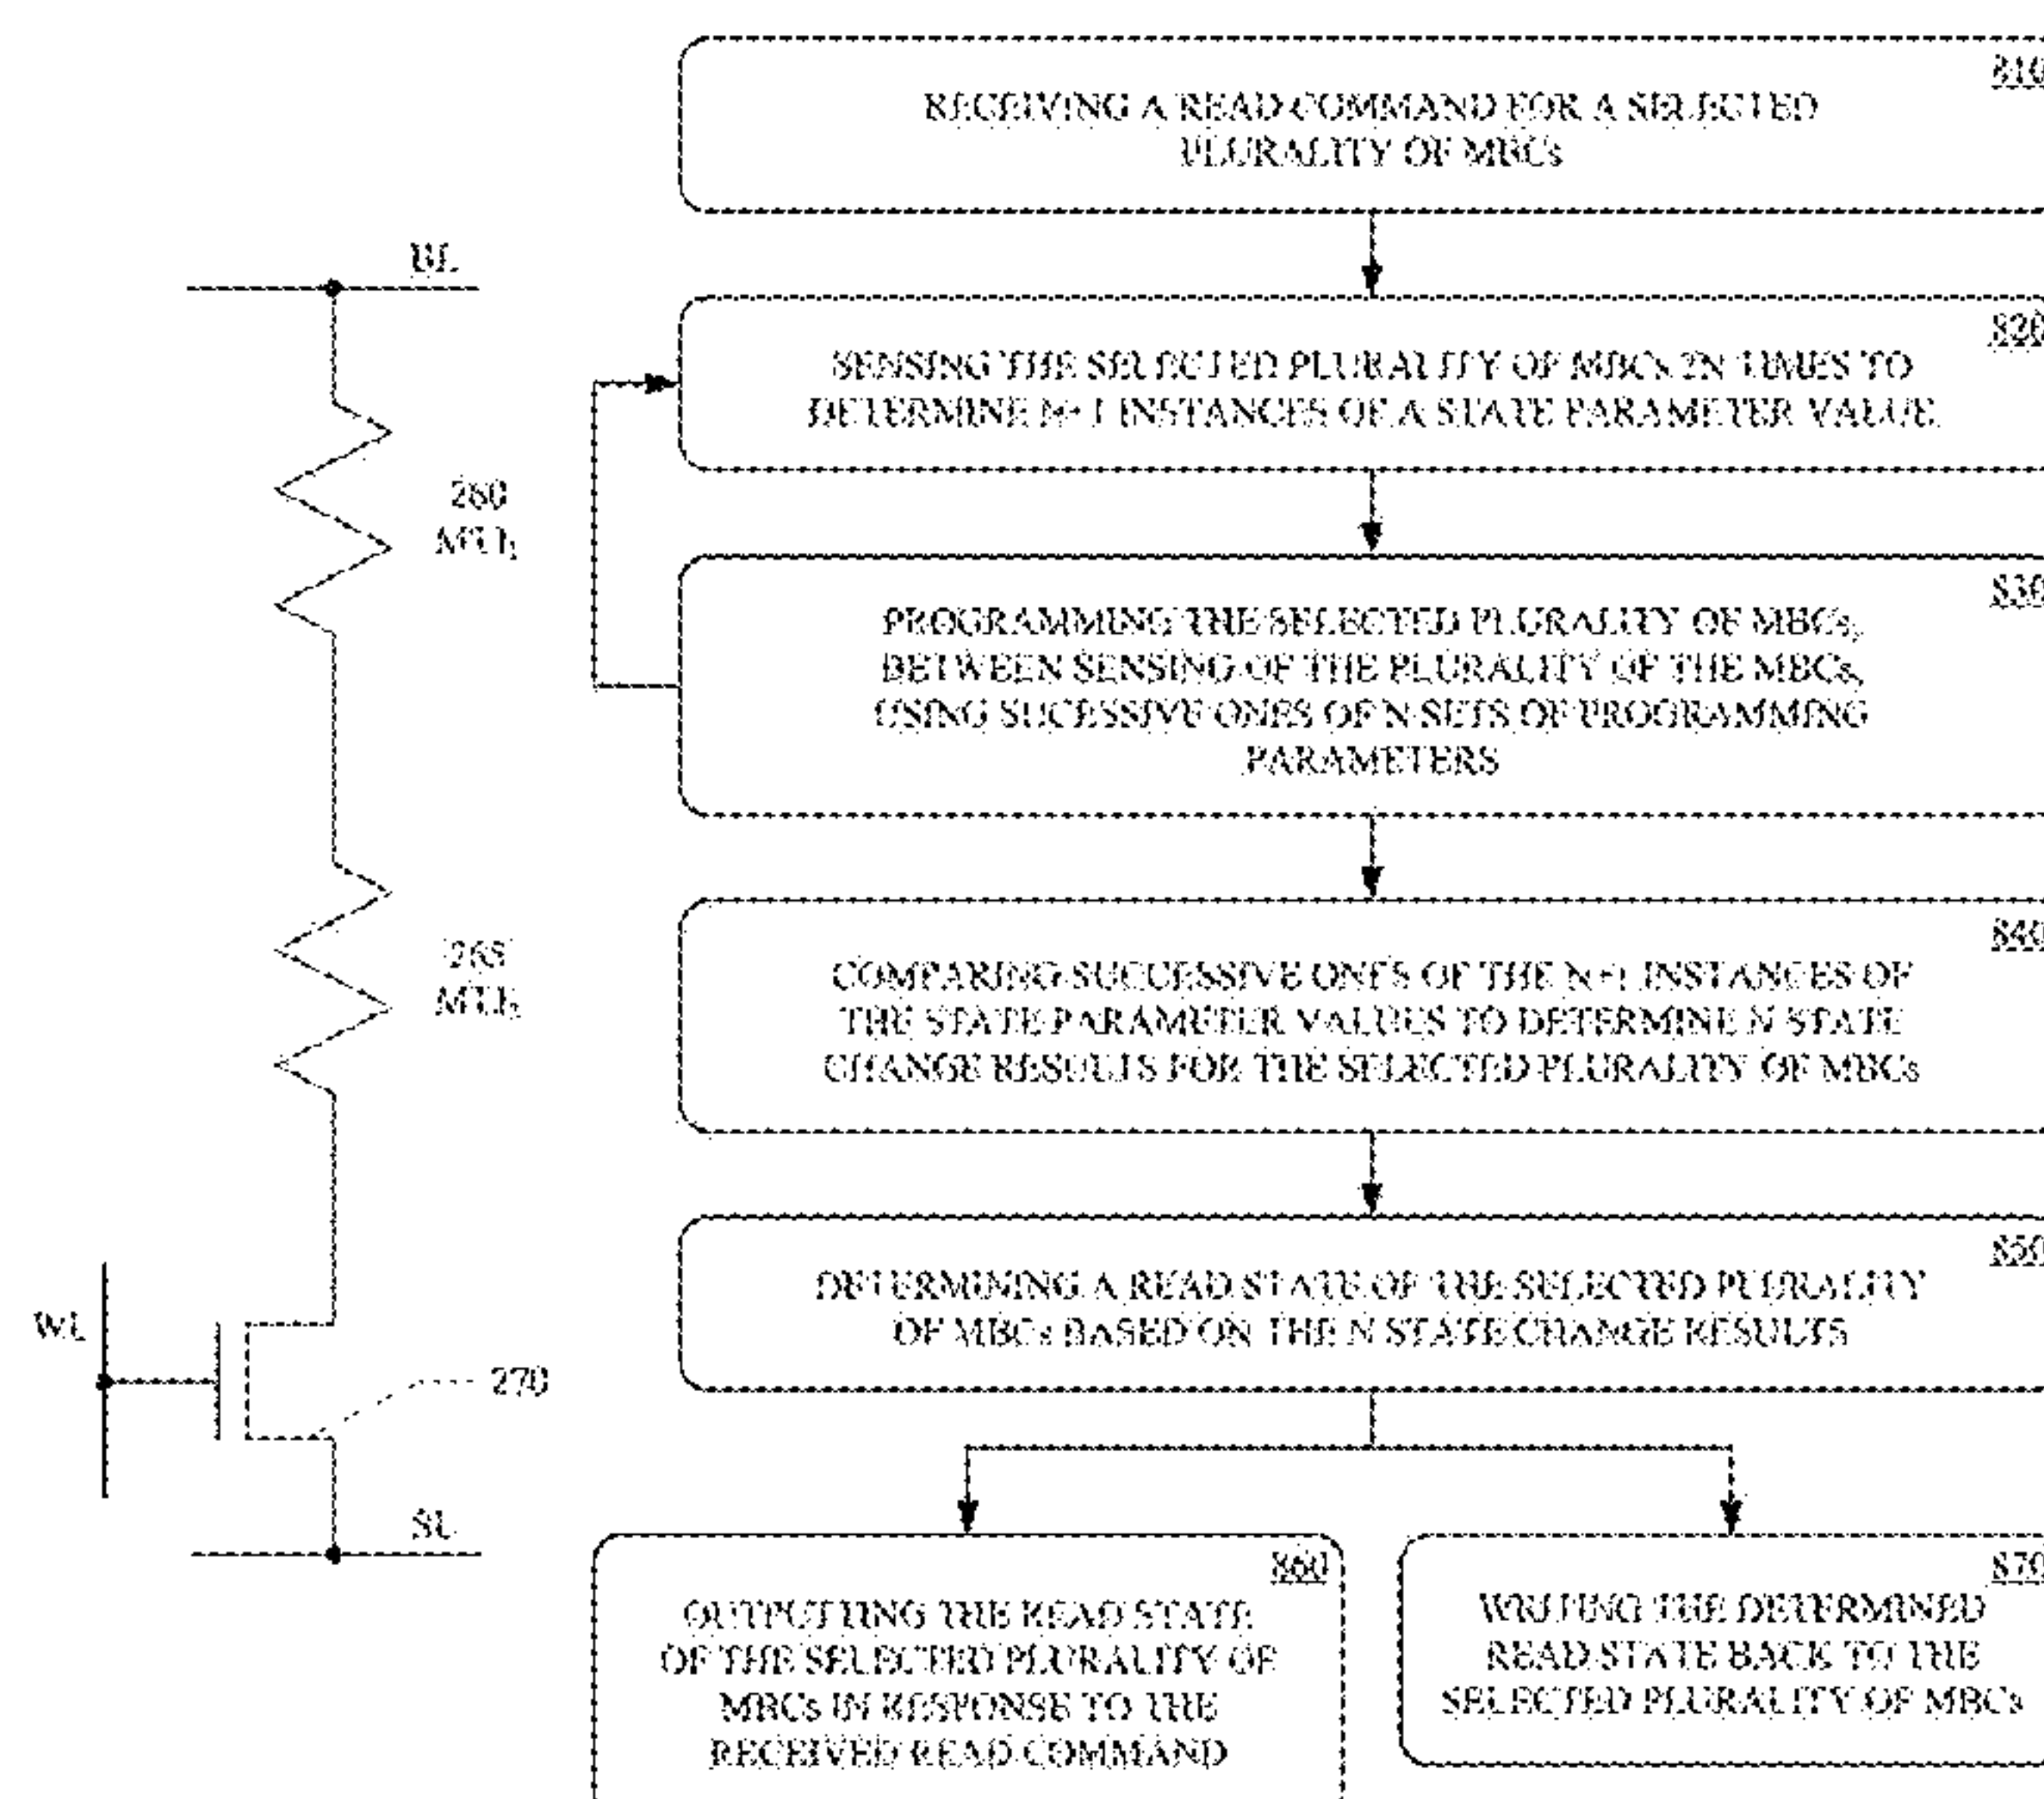 BL
260
MTJ₁
265
MTJ₂
WL
270
SL
810
RECEIVING A READ COMMAND FOR A SELECTED
PLURALITY OF MBCs
820
SENSING THE SELECTED PLURALITY OF MBCs 2N TIMES TO
DETERMINE N+1 INSTANCES OF A STATE PARAMETER VALUE
830
PROGRAMMING THE SELECTED PLURALITY OF MBCs,
BETWEEN SENSING OF THE PLURALITY OF THE MBCs,
USING SUCESSIVE ONES OF N SETS OF PROGRAMMING
PARAMETERS
840
COMPARING SUCCESSIVE ONES OF THE N+1 INSTANCES OF
THE STATE PARAMETER VALUES TO DETERMINE N STATE
CHANGE RESULTS FOR THE SELECTED PLURALITY OF MBCs
850
DETERMINING A READ STATE OF THE SELECTED PLURALITY
OF MBCs BASED ON THE N STATE CHANGE RESULTS
860
OUTPUTTING THE READ STATE
OF THE SELECTED PLURALITY OF
MBCs IN RESPONSE TO THE
RECEIVED READ COMMAND
870
WRITING THE DETERMINED
READ STATE BACK TO THE
SELECTED PLURALITY OF MBCs